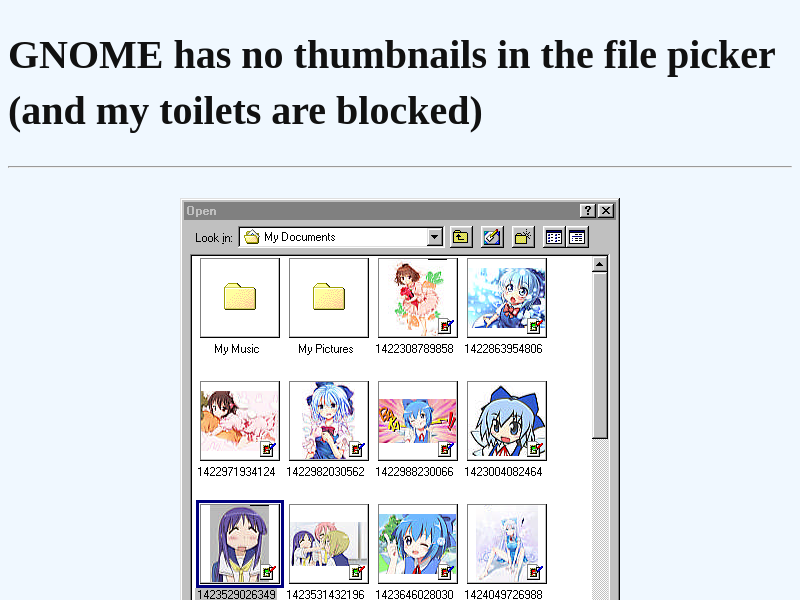 GNOME has no thumbnails in the file picker
(and my toilets are blocked)
Open
Look in: My Documents
My Music My Pictures 1422308789858 1422863954806
1422971934124 1422982030562 1422988230066 1423004082464
1423529026349 1423531432196 1423646028030 1424049726988